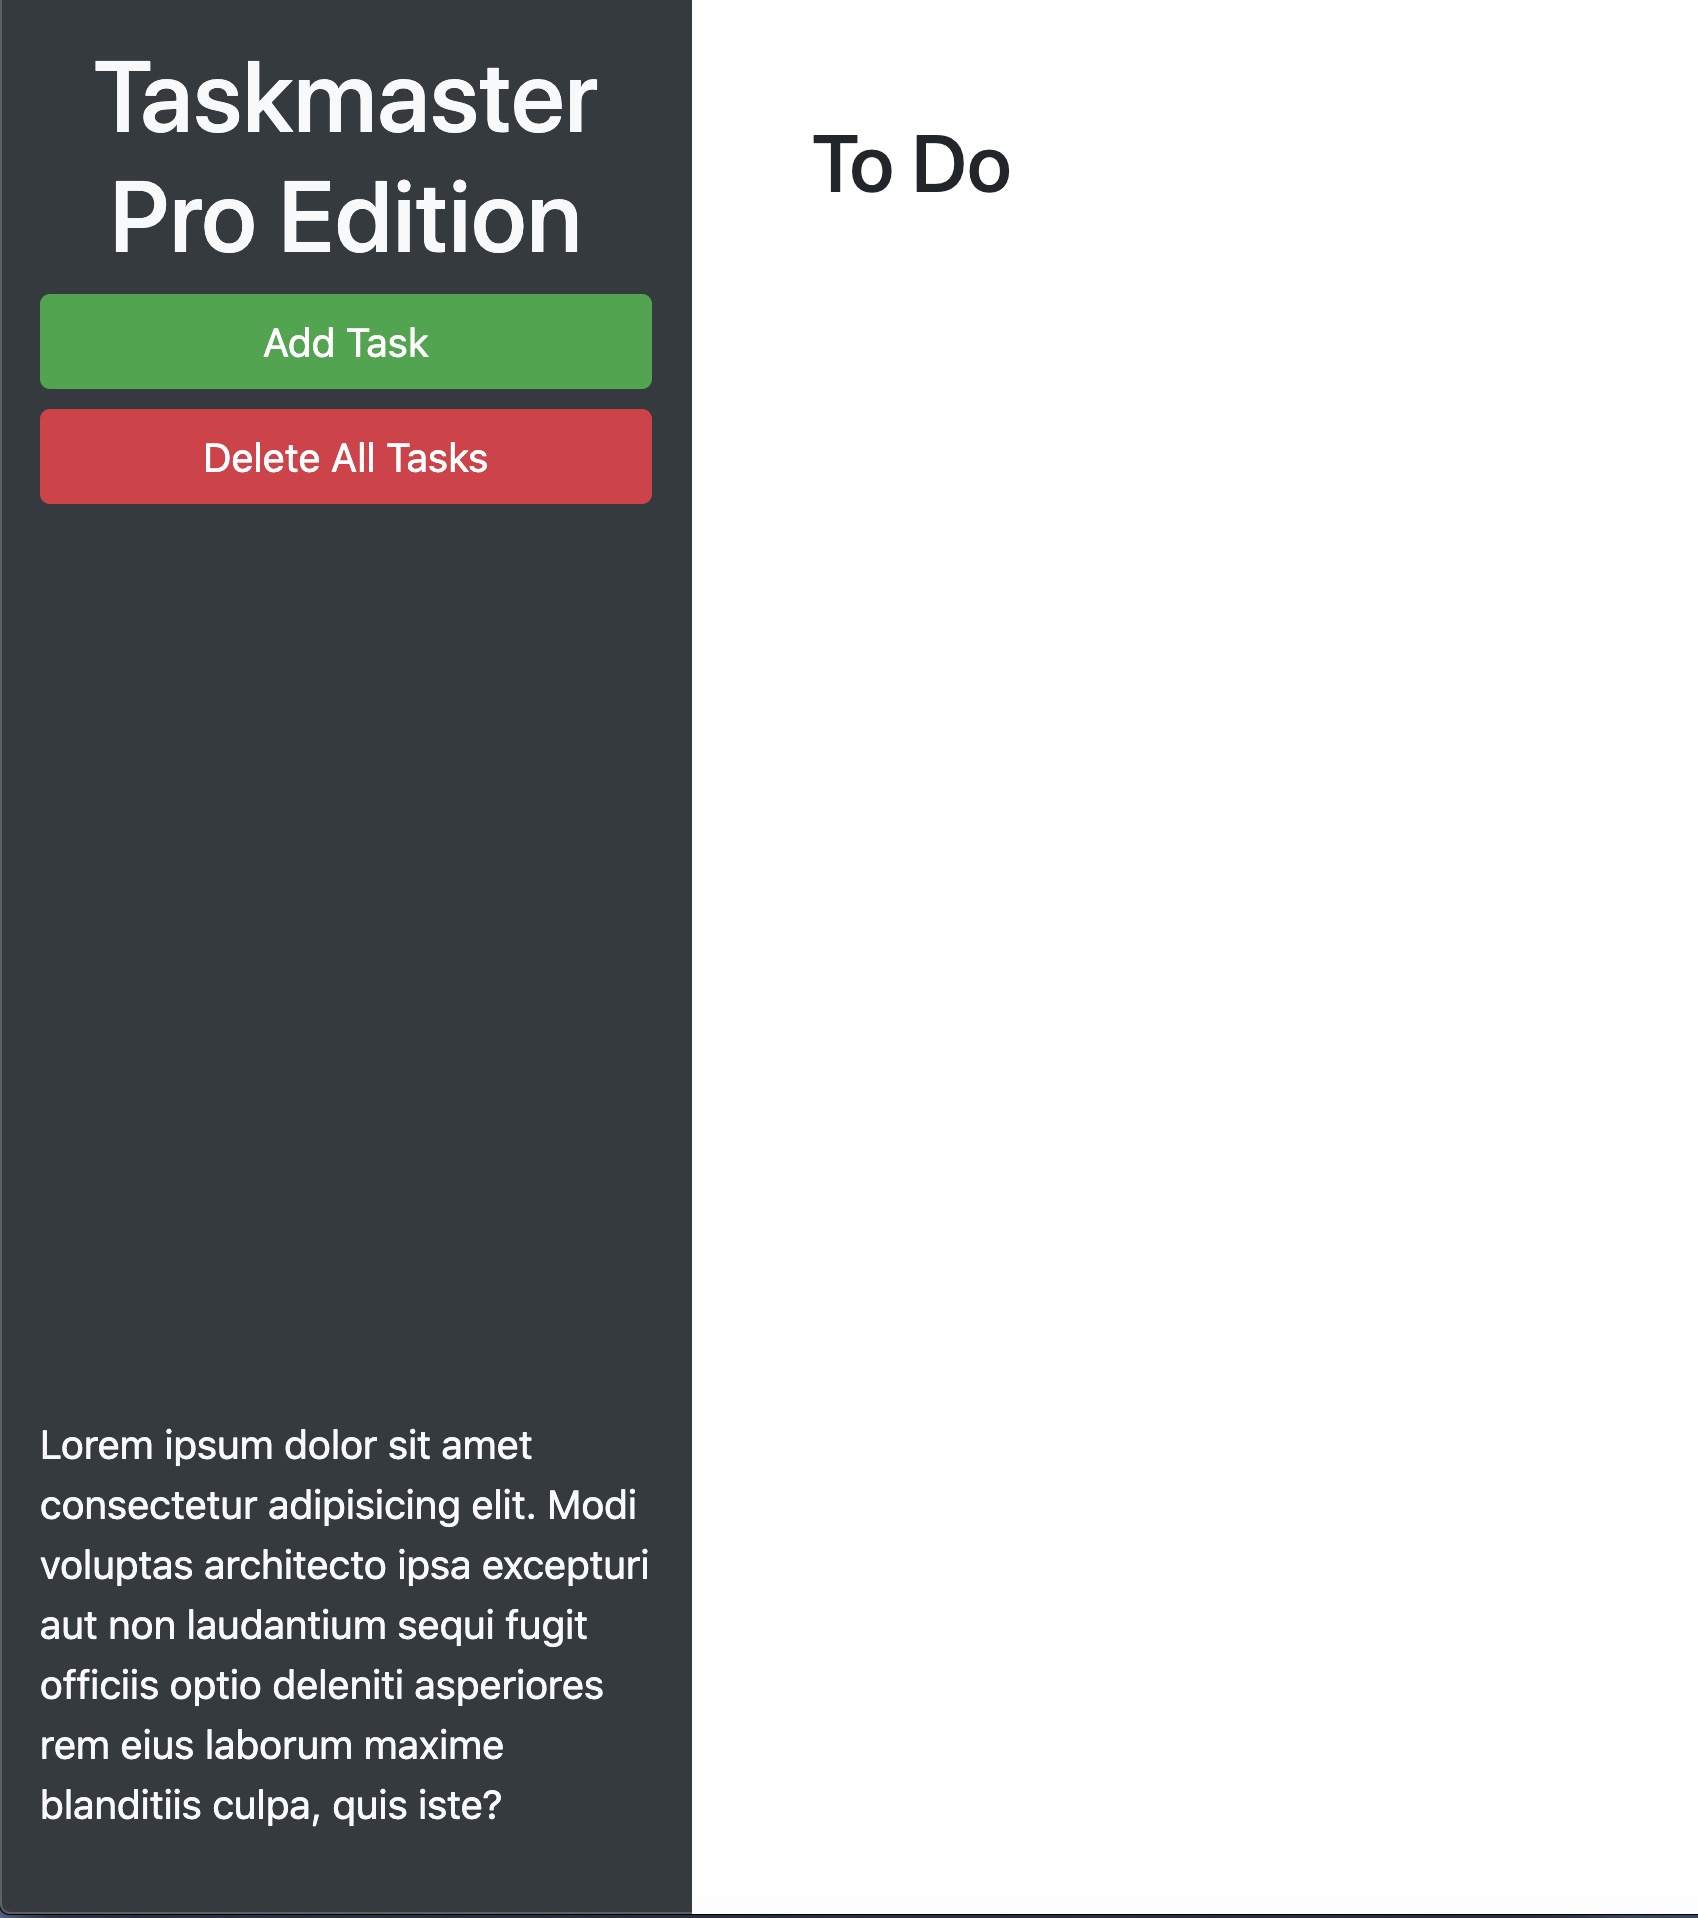 Taskmaster
Pro Edition
Add Task
Delete All Tasks
Lorem ipsum dolor sit amet
consectetur adipisicing elit. Modi
voluptas architecto ipsa excepturi
aut non laudantium sequi fugit
officiis optio deleniti asperiores
rem eius laborum maxime
blanditiis culpa, quis iste?
To Do